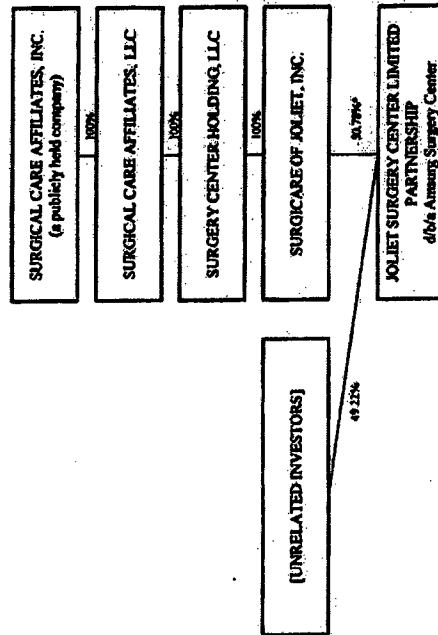 SURGICAL CARE AFFILIATES, INC.
(a publicly held company)
100%
SURGICAL CARE AFFILIATES, LLC
100%
SURGERY CENTER HOLDING, LLC
100%
SURGICARE OF JOLIET, INC.
[UNRELATED INVESTORS]
50.78%
49.22%
JOLIET SURGERY CENTER LIMITED
PARTNERSHIP
d/b/a Amsurg Surgery Center